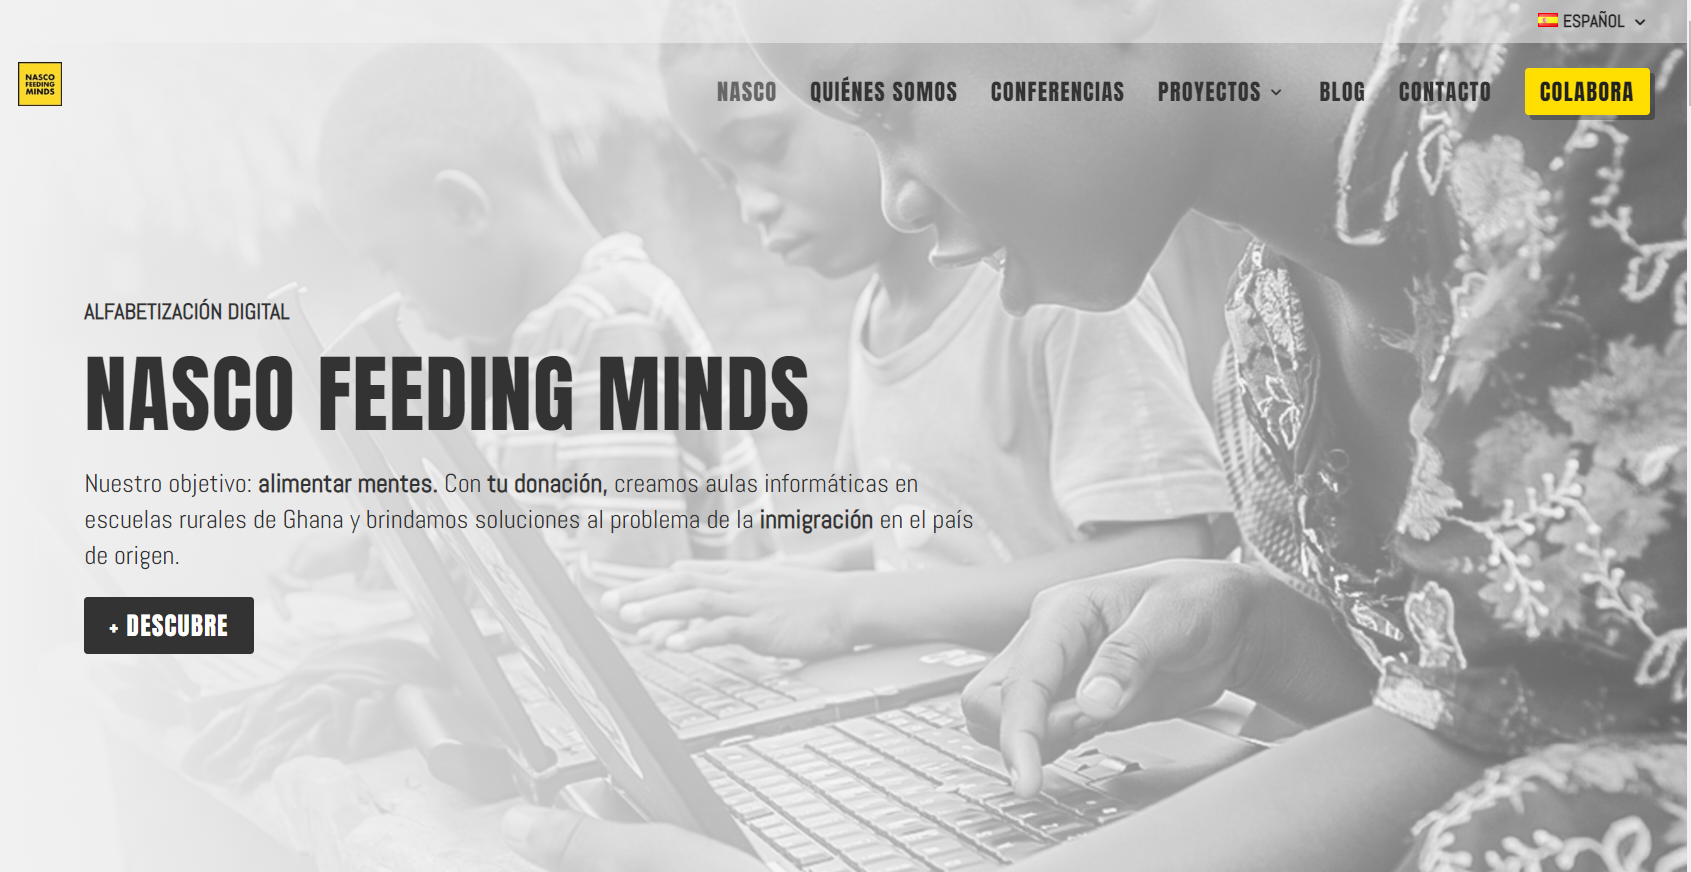 ESPAÑOL
NASCO
FEEDING
MINDS
NASCO QUIÉNES SOMOS CONFERENCIAS PROYECTOS BLOG CONTACTO COLABORA
ALFABETIZACIÓN DIGITAL
NASCO FEEDING MINDS
Nuestro objetivo: alimentar mentes. Con tu donación, creamos aulas informáticas en
escuelas rurales de Ghana y brindamos soluciones al problema de la inmigración en el país
de origen.
+ DESCUBRE